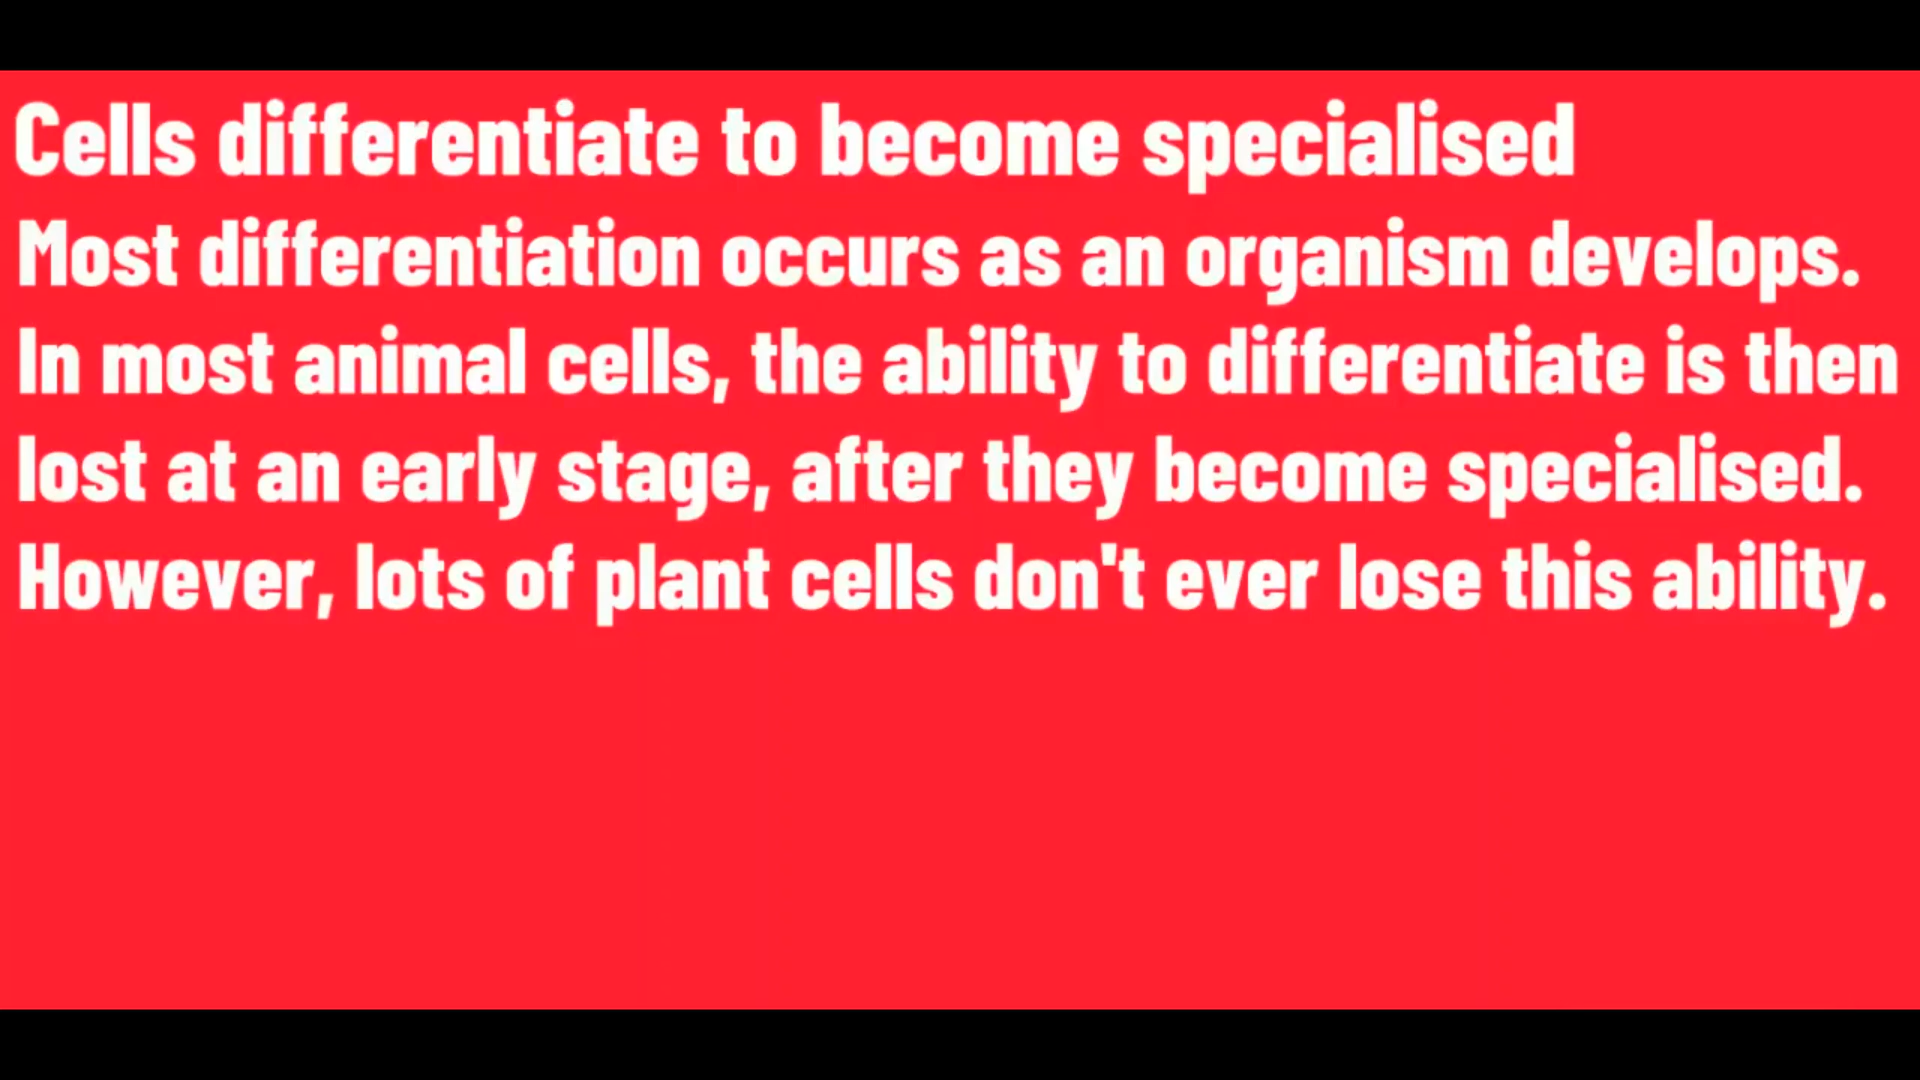 Cells differentiate to become specialised
Most differentiation occurs as an organism develops.
In most animal cells, the ability to differentiate is then
lost at an early stage, after they become specialised.
However, lots of plant cells don't ever lose this ability.